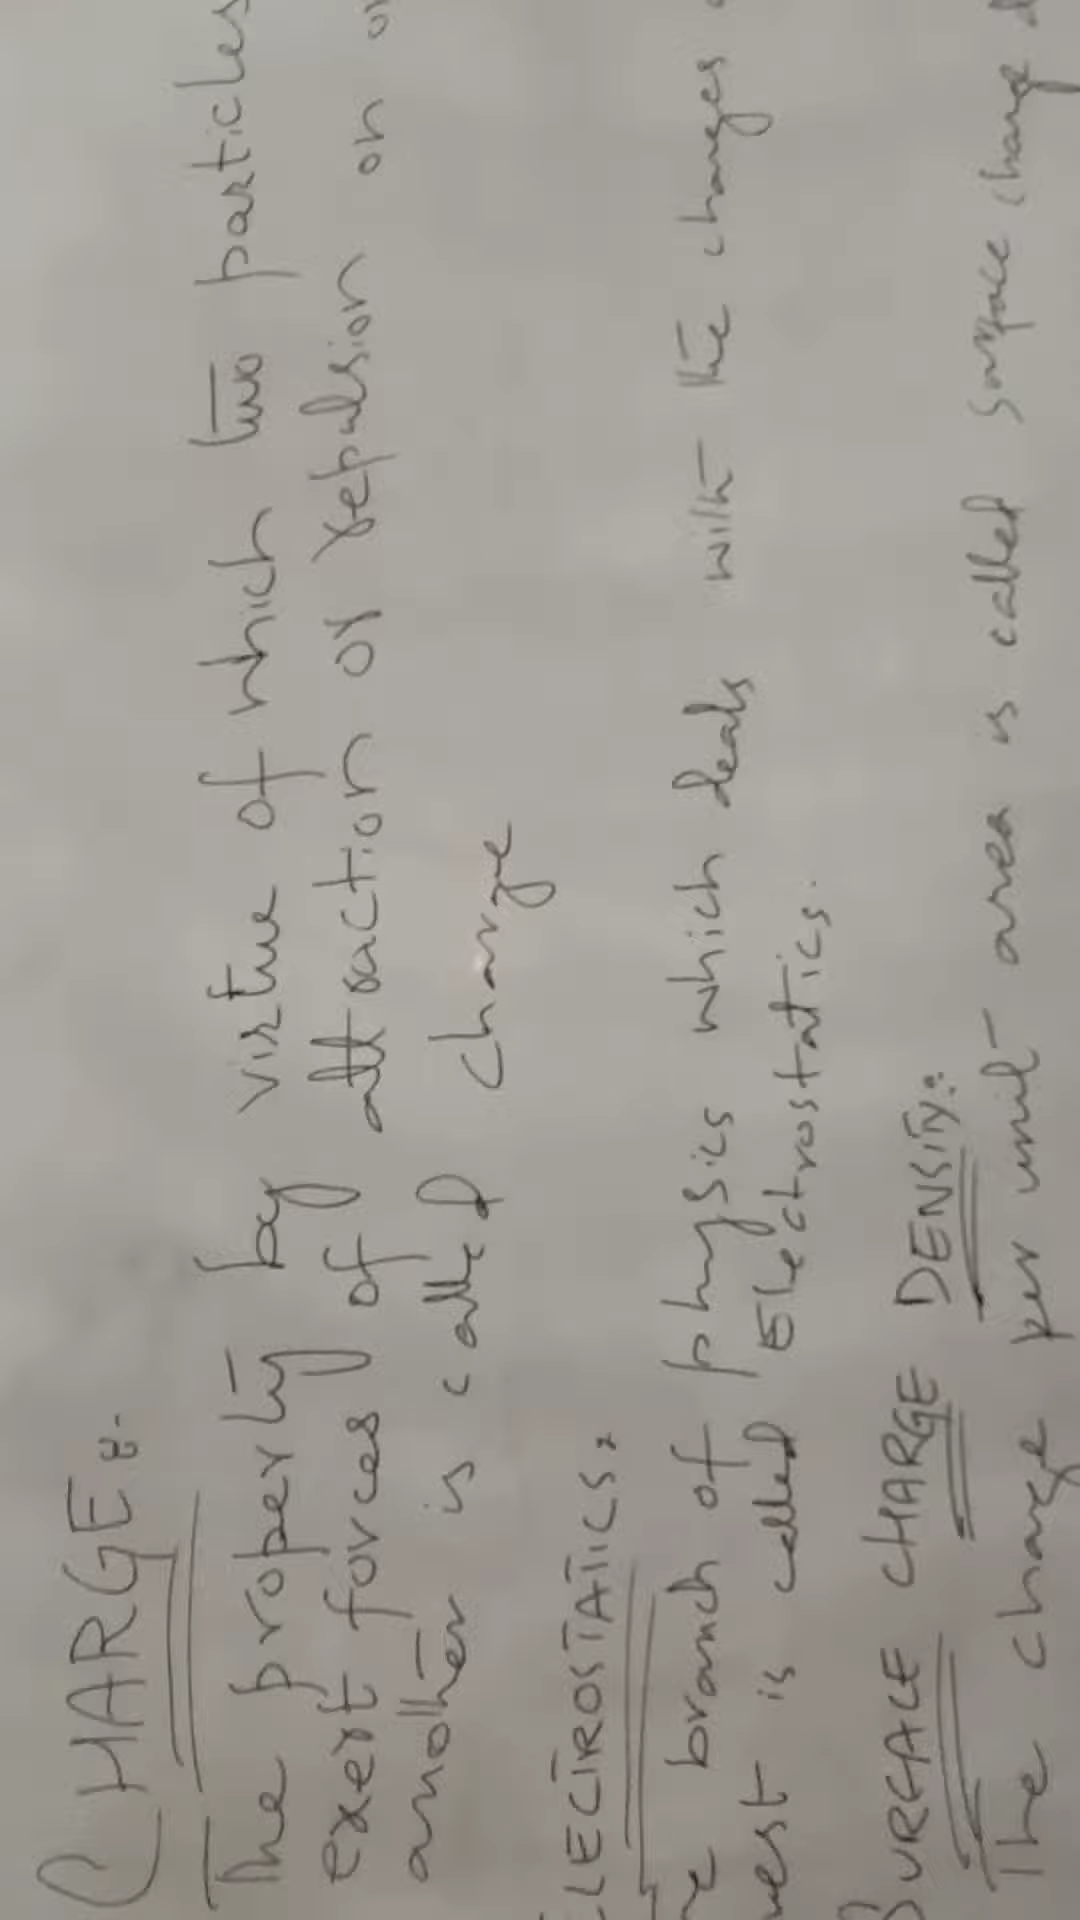 CHARGE:-
The property by virtue of which two particles
exert forces of attraction or repulsion on
another is called charge
LECTROSTATICS:
branch of physics which deals with the charges
rest is called Electrostatics.
SURFACE CHARGE DENSITY:
The charge per unit area is called surface charge